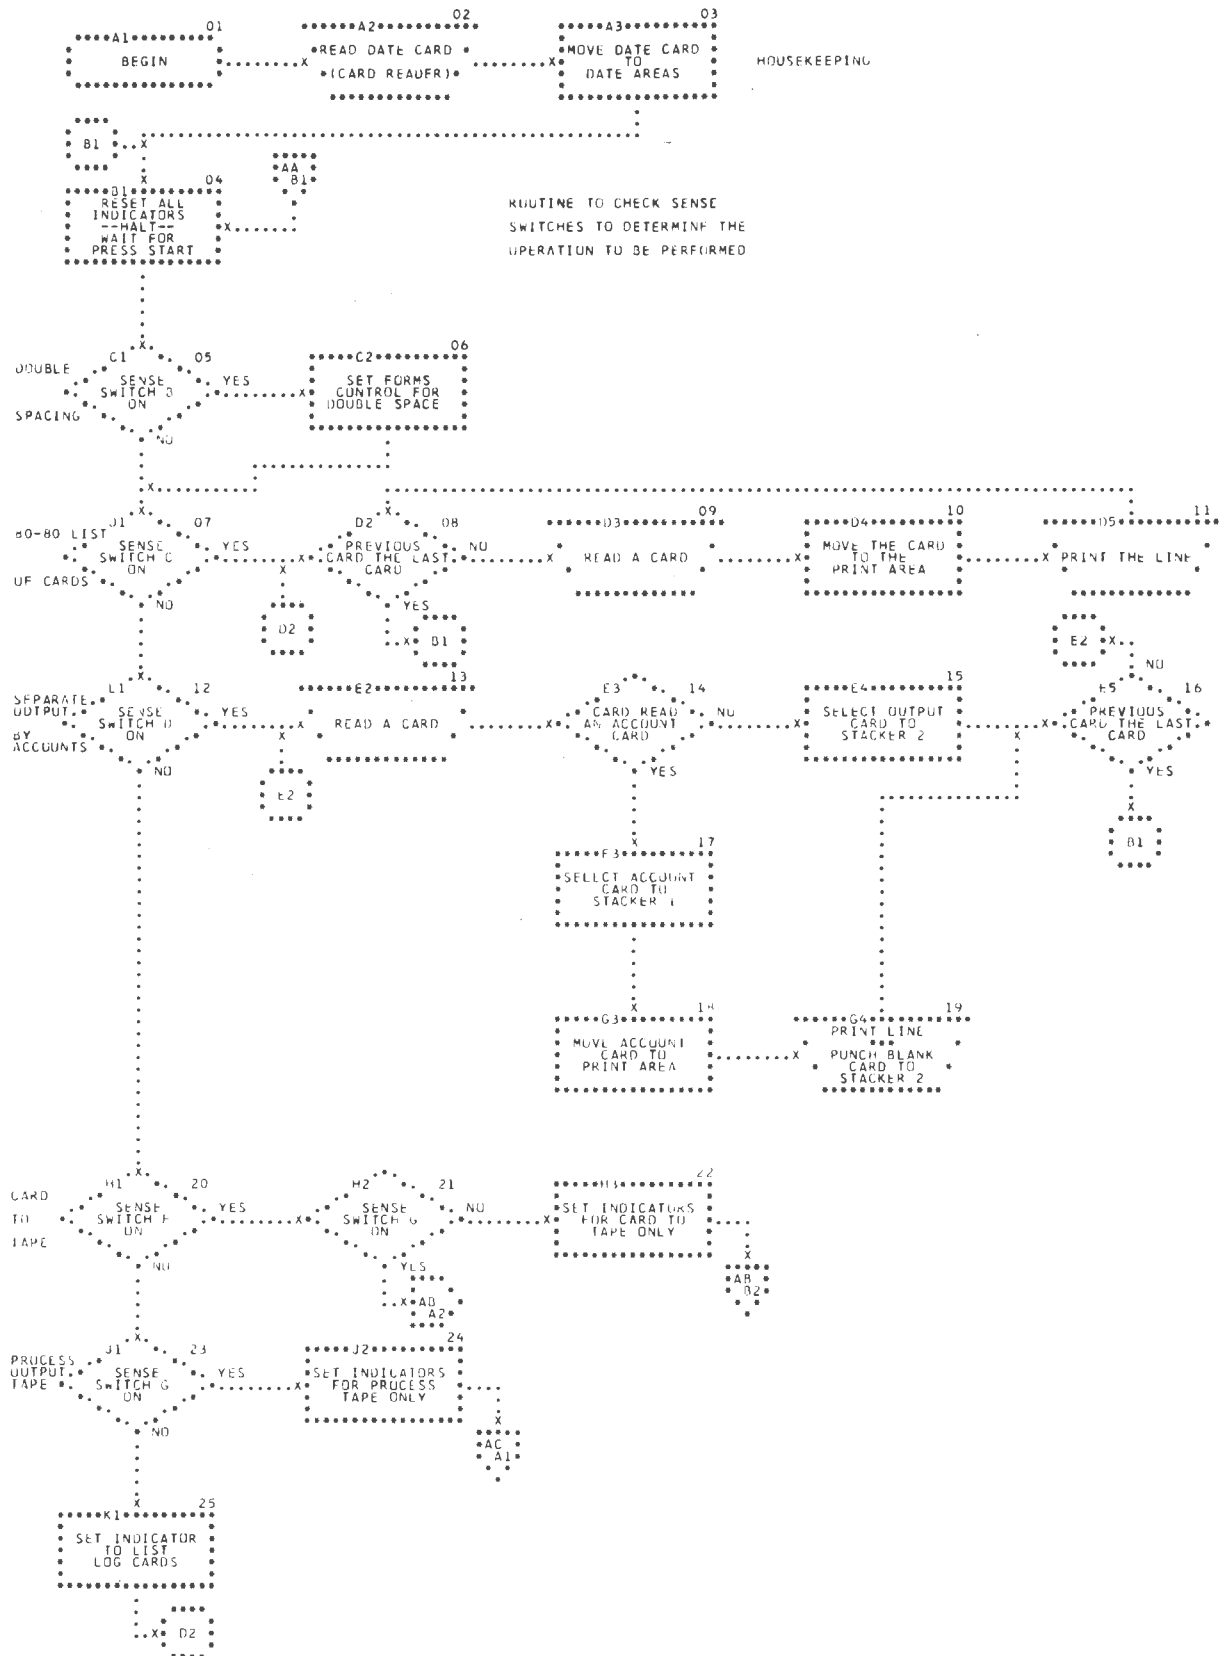 01
A1
BEGIN
02
A2
READ DATE CARD
(CARD READER)
03
A3
MOVE DATE CARD
TO
DATE AREAS
HOUSEKEEPING
B1
AA
B1
04
B1
RESET ALL
INDICATORS
--HALT--
WAIT FOR
PRESS START
ROUTINE TO CHECK SENSE
SWITCHES TO DETERMINE THE
OPERATION TO BE PERFORMED
DOUBLE
SPACING
C1
05
SENSE
SWITCH B
ON
YES
NO
06
C2
SET FORMS
CONTROL FOR
DOUBLE SPACE
80-80 LIST
OF CARDS
D1
07
SENSE
SWITCH C
ON
YES
NO
D2
D2
08
PREVIOUS
CARD THE LAST
CARD
NO
YES
B1
09
D3
READ A CARD
10
D4
MOVE THE CARD
TO THE
PRINT AREA
11
D5
PRINT THE LINE
SEPARATE
OUTPUT
BY
ACCOUNTS
E1
12
SENSE
SWITCH D
ON
YES
NO
E2
13
E2
READ A CARD
E3
14
CARD READ
AN ACCOUNT
CARD
NO
YES
15
E4
SELECT OUTPUT
CARD TO
STACKER 2
E2
NO
E5
16
PREVIOUS
CARD THE LAST
CARD
YES
B1
17
F3
SELECT ACCOUNT
CARD TO
STACKER 1
18
G3
MOVE ACCOUNT
CARD TO
PRINT AREA
19
G4
PRINT LINE
PUNCH BLANK
CARD TO
STACKER 2
CARD
TO
TAPE
H1
20
SENSE
SWITCH F
ON
YES
NO
H2
21
SENSE
SWITCH G
ON
NO
YES
AB
A2
22
H3
SET INDICATORS
FOR CARD TO
TAPE ONLY
AB
B2
PROCESS
OUTPUT
TAPE
J1
23
SENSE
SWITCH G
ON
YES
NO
24
J2
SET INDICATORS
FOR PROCESS
TAPE ONLY
AC
A1
25
K1
SET INDICATOR
TO LIST
LOG CARDS
D2